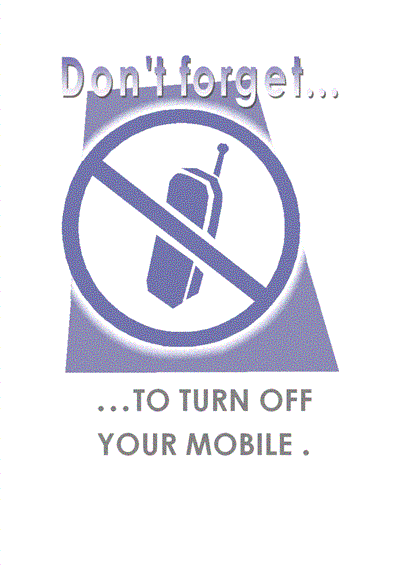 Don't forget...
...TO TURN OFF
YOUR MOBILE .